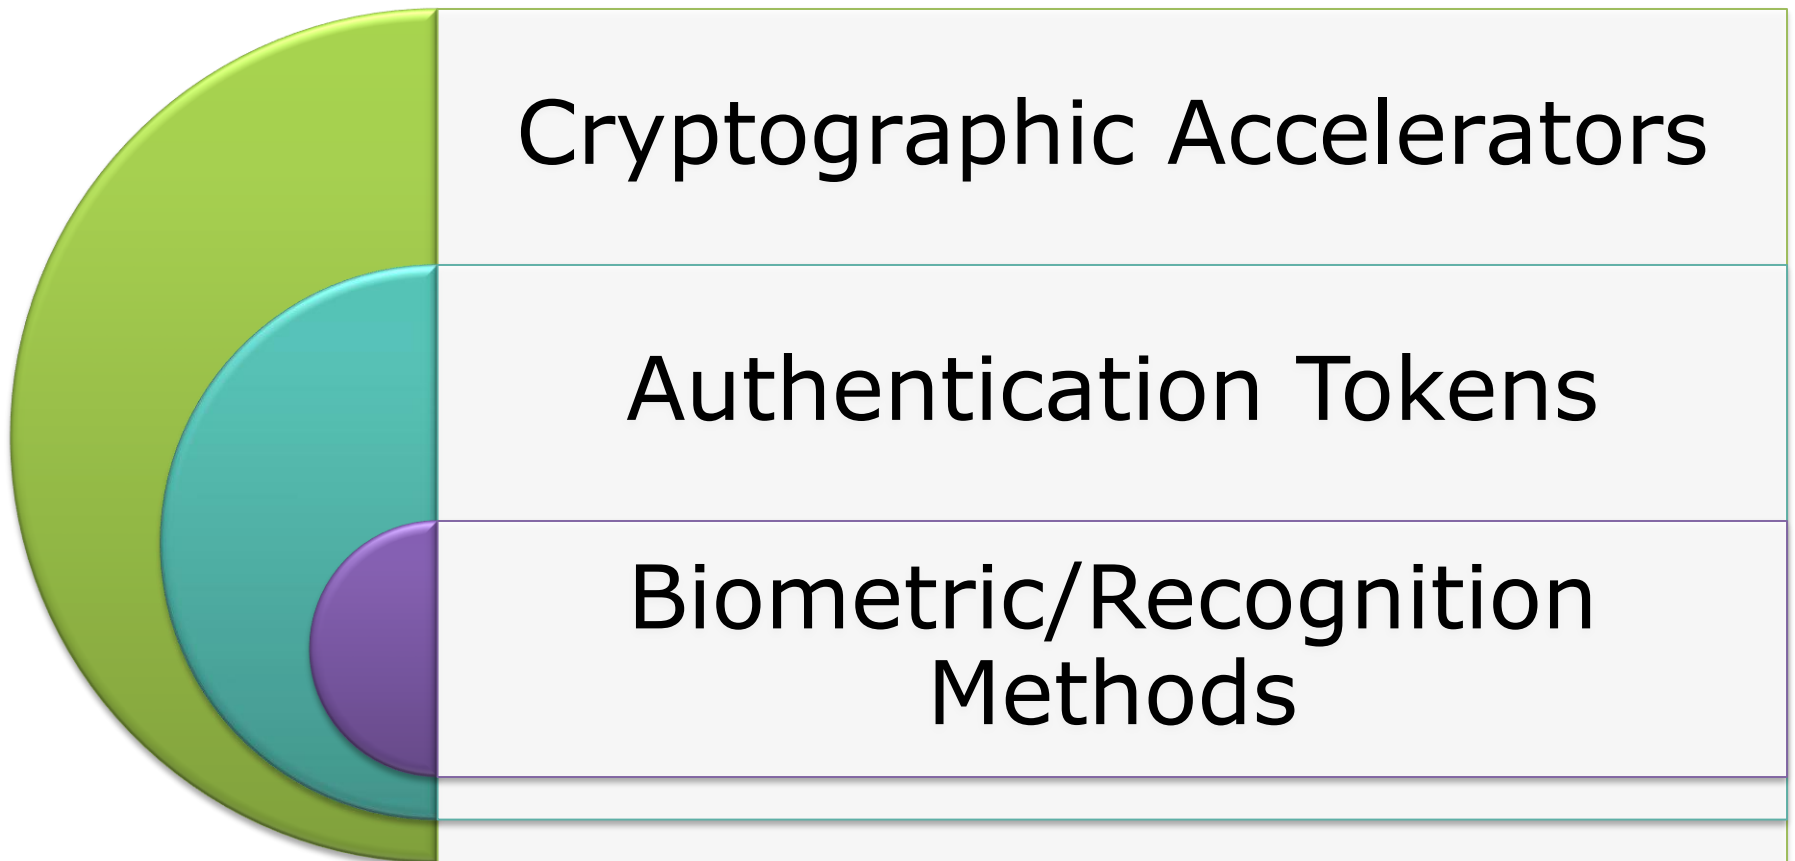 Cryptographic Accelerators
Authentication Tokens
Biometric/Recognition
Methods